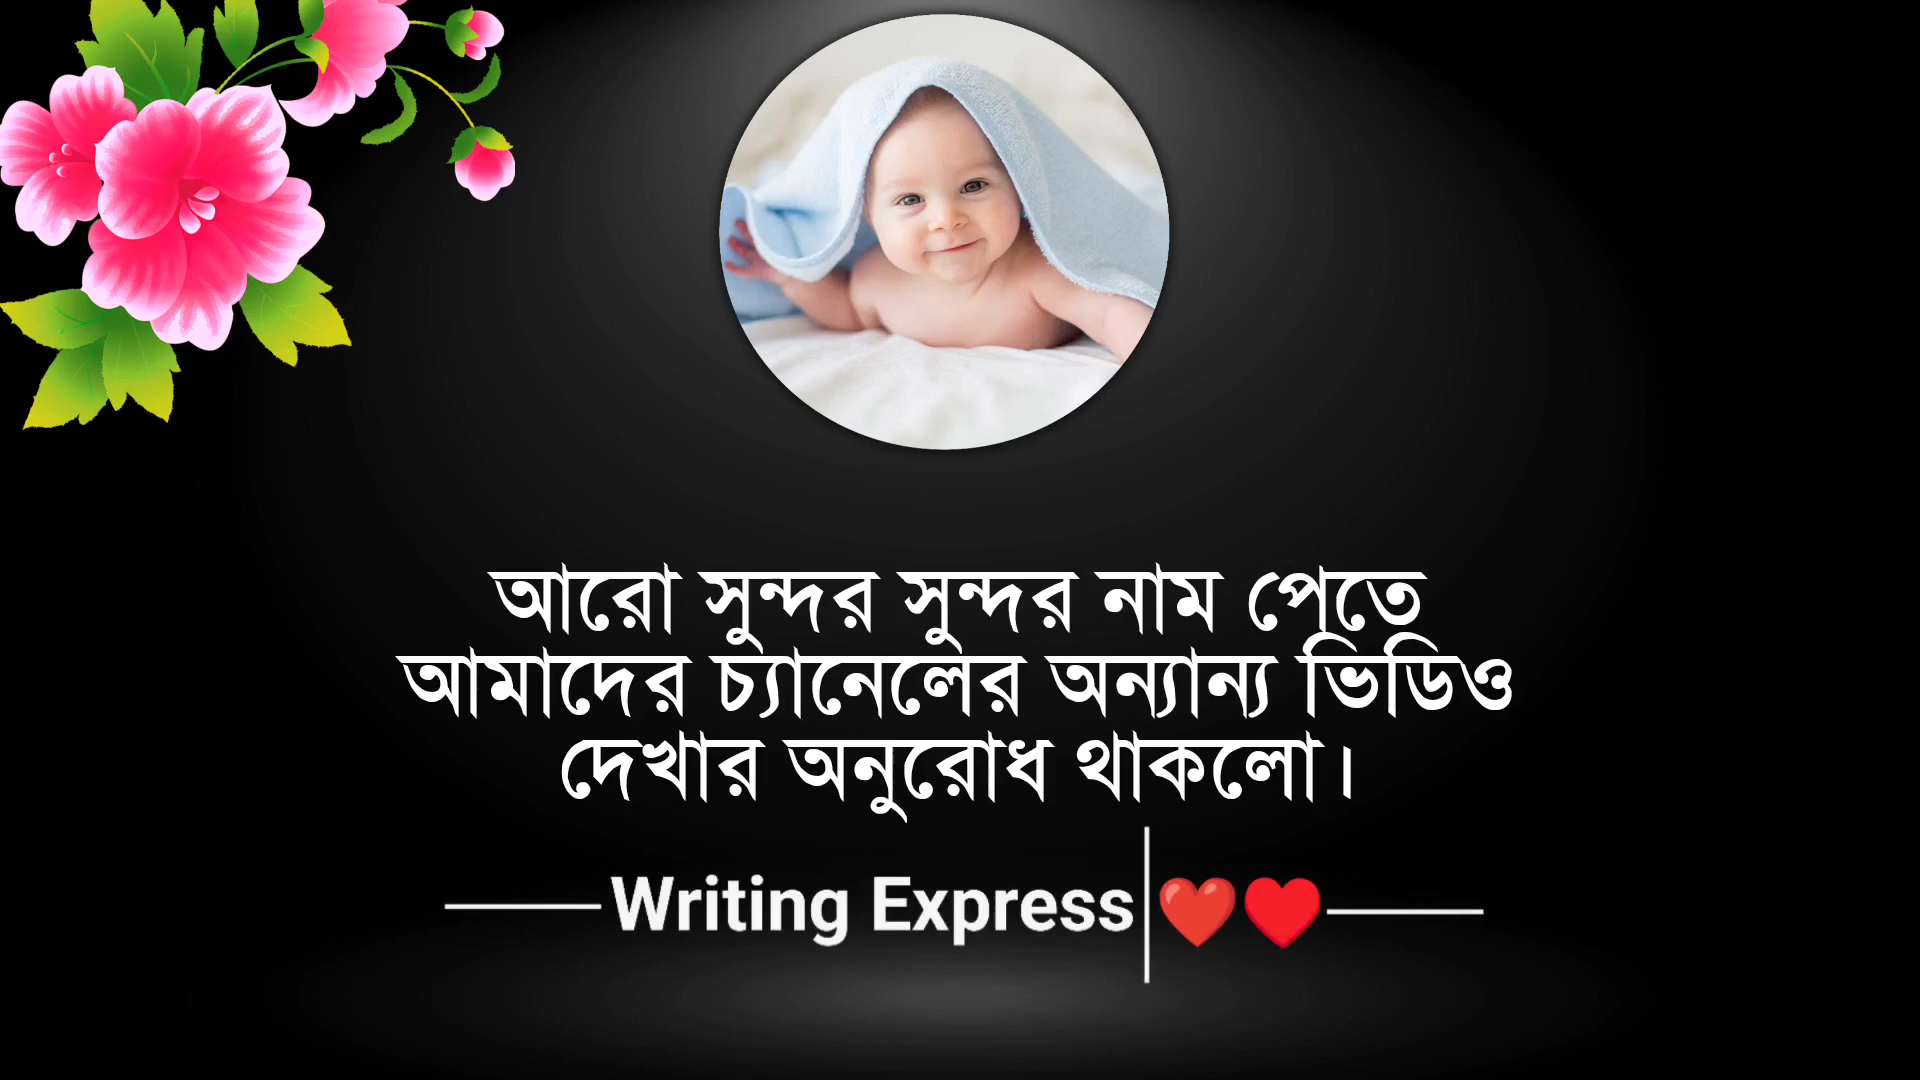 আরো সুন্দর সুন্দর নাম পেতে
আমাদের চ্যানেলের অন্যান্য ভিডিও
দেখার অনুরোধ থাকলো।
Writing Express